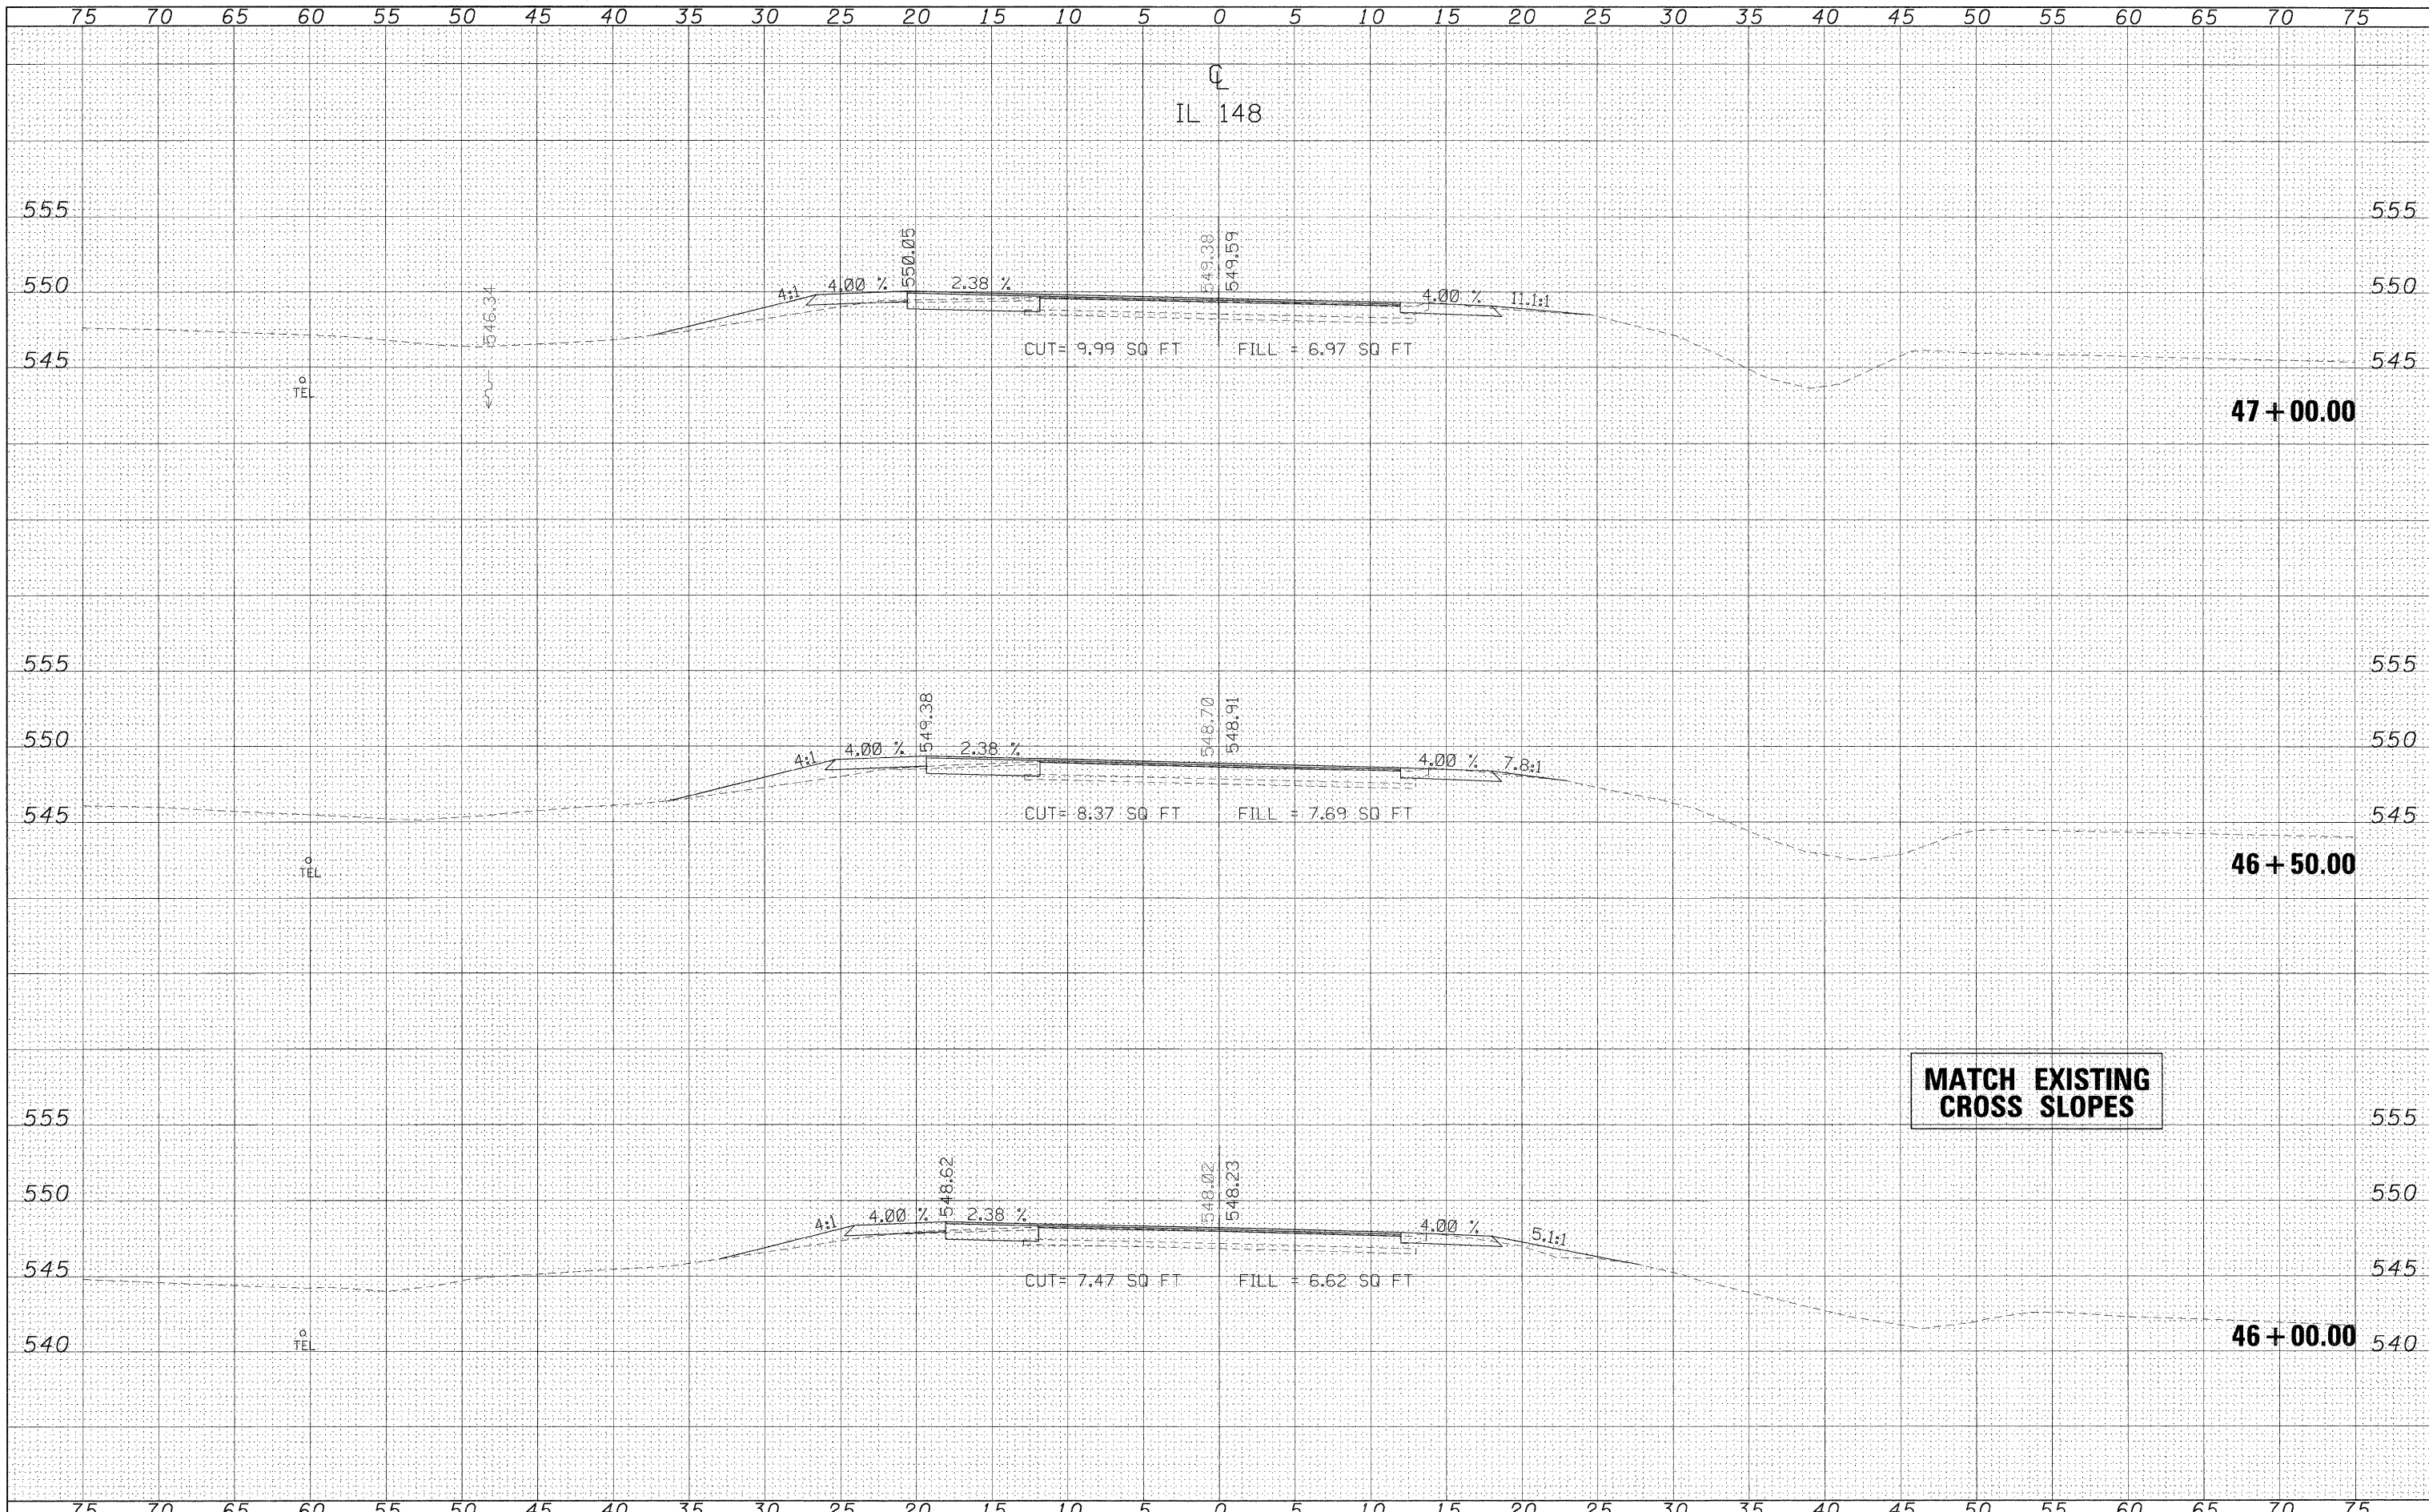 75 70 65 60 55 50 45 40 35 30 25 20 15 10 5 0 5 10 15 20 25 30 35 40 45 50 55 60 65 70 75
℄
IL 148
555 555
550.05 549.38 549.59
550 4:1 4.00 % 2.38 % 4.00 % 11.1:1 550
546.34
CUT= 9.99 SQ FT FILL = 6.97 SQ FT
545 545
TEL
47+00.00
555 555
549.38 548.70 548.91
550 4:1 4.00 % 2.38 % 4.00 % 7.8:1 550
CUT= 8.37 SQ FT FILL = 7.69 SQ FT
545 545
TEL
46+50.00
MATCH EXISTING
CROSS SLOPES
555 555
548.62 548.02 548.23
550 550
4:1 4.00 % 2.38 % 4.00 % 5.1:1
545 CUT= 7.47 SQ FT FILL = 6.62 SQ FT 545
TEL
540 46+00.00 540
75 70 65 60 55 50 45 40 35 30 25 20 15 10 5 0 5 10 15 20 25 30 35 40 45 50 55 60 65 70 75